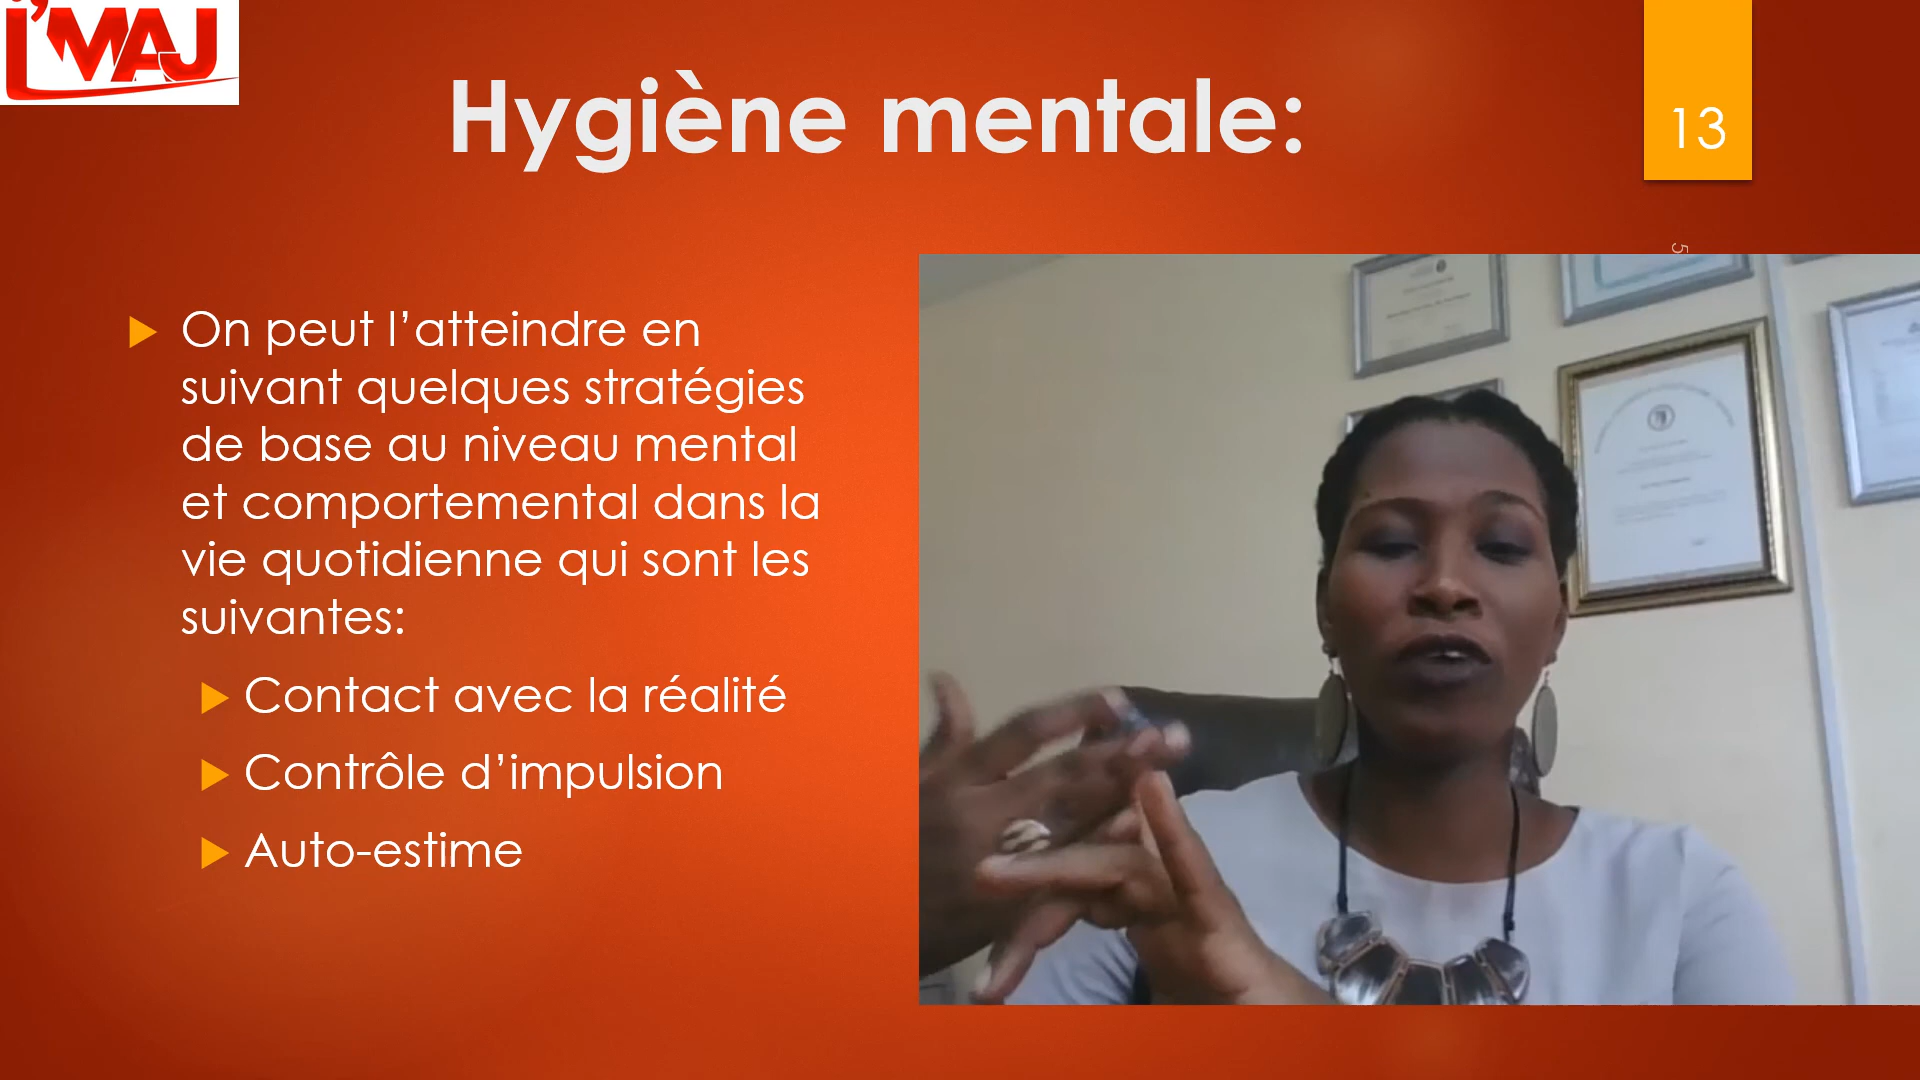 i'MAJ
Hygiène mentale:
13
5
On peut l’atteindre en
suivant quelques stratégies
de base au niveau mental
et comportemental dans la
vie quotidienne qui sont les
suivantes:
Contact avec la réalité
Contrôle d’impulsion
Auto-estime